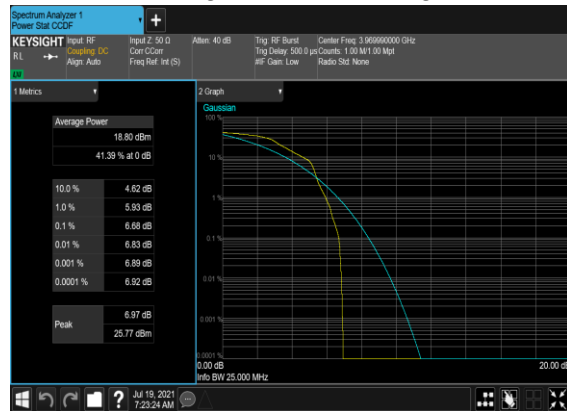 Spectrum Analyzer 1
Power Stat CCDF
+
KEYSIGHT
RL
Input: RF
Coupling: DC
Align: Auto
Input Z: 50 Ω
Corr CCorr
Freq Ref: Int (S)
Atten: 40 dB
Trig: RF Burst
Trig Delay: 500.0 µs
#IF Gain: Low
Center Freq: 3.969990000 GHz
Counts: 1.00 M/1.00 Mpt
Radio Std: None
LW
1 Metrics
Average Power
18.80 dBm
41.39 % at 0 dB
10.0 % 4.62 dB
1.0 % 5.93 dB
0.1 % 6.68 dB
0.01 % 6.83 dB
0.001 % 6.89 dB
0.0001 % 6.92 dB
Peak
6.97 dB
25.77 dBm
2 Graph
Gaussian
100 %
10 %
1 %
0.1 %
0.01 %
0.001 %
0.0001 %
0.00 dB 20.00 dB
Info BW 25.000 MHz
?
Jul 19, 2021
7:23:24 AM